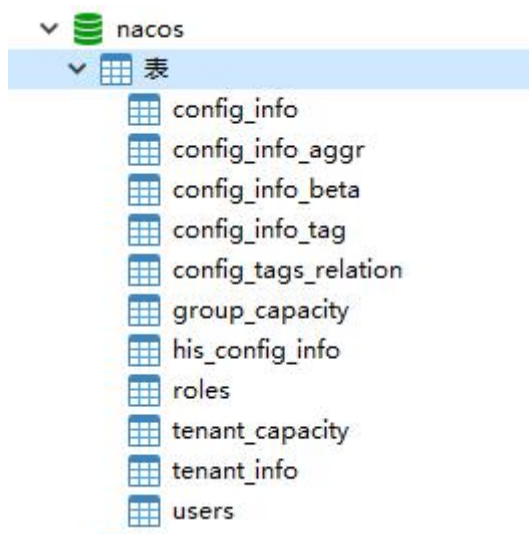 nacos
表
config_info
config_info_aggr
config_info_beta
config_info_tag
config_tags_relation
group_capacity
his_config_info
roles
tenant_capacity
tenant_info
users